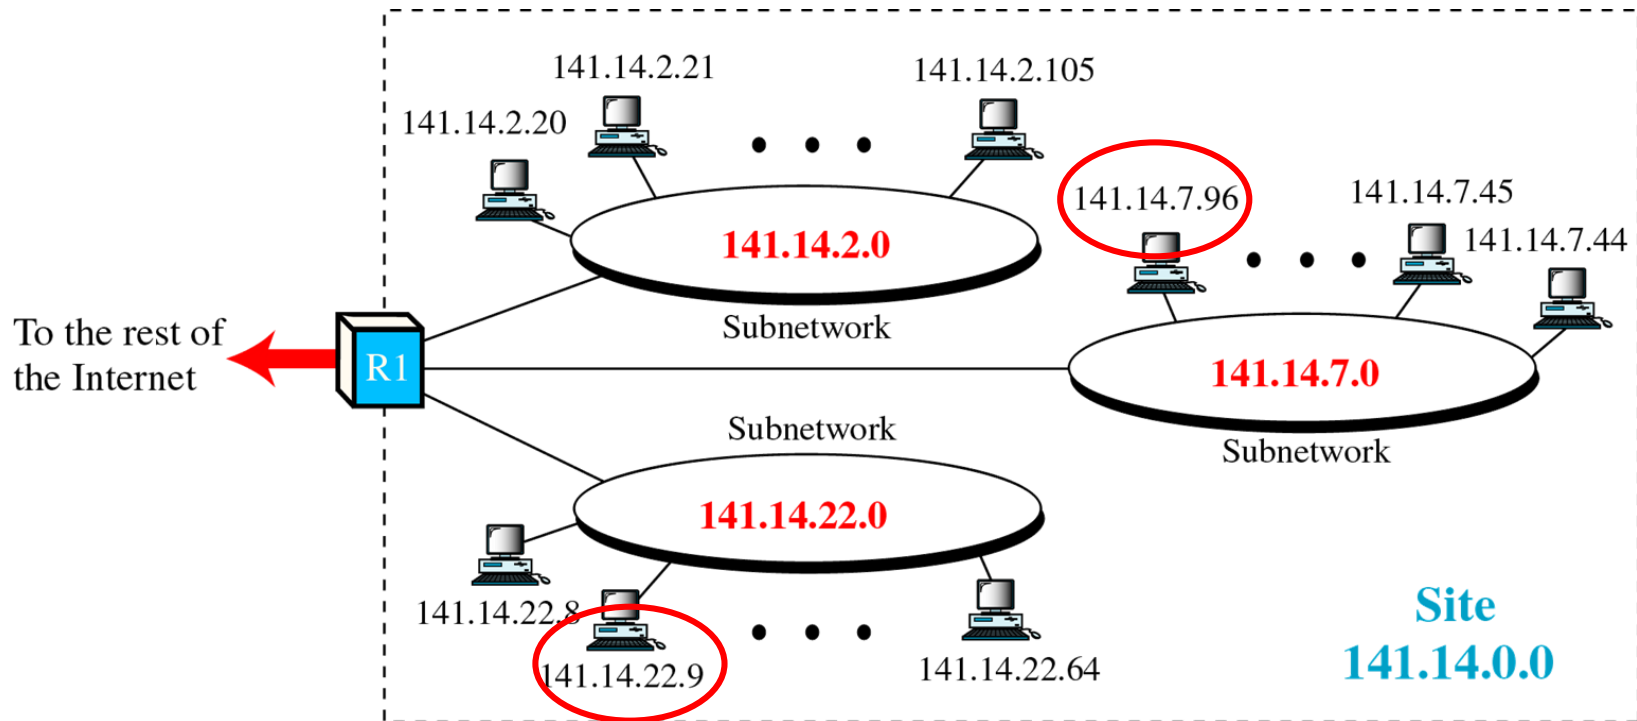 141.14.2.21
141.14.2.105
141.14.2.20
141.14.7.96
141.14.7.45
141.14.7.44
141.14.2.0
Subnetwork
To the rest of
the Internet
R1
141.14.7.0
Subnetwork
Subnetwork
141.14.22.0
141.14.22.8
141.14.22.9
141.14.22.64
Site
141.14.0.0